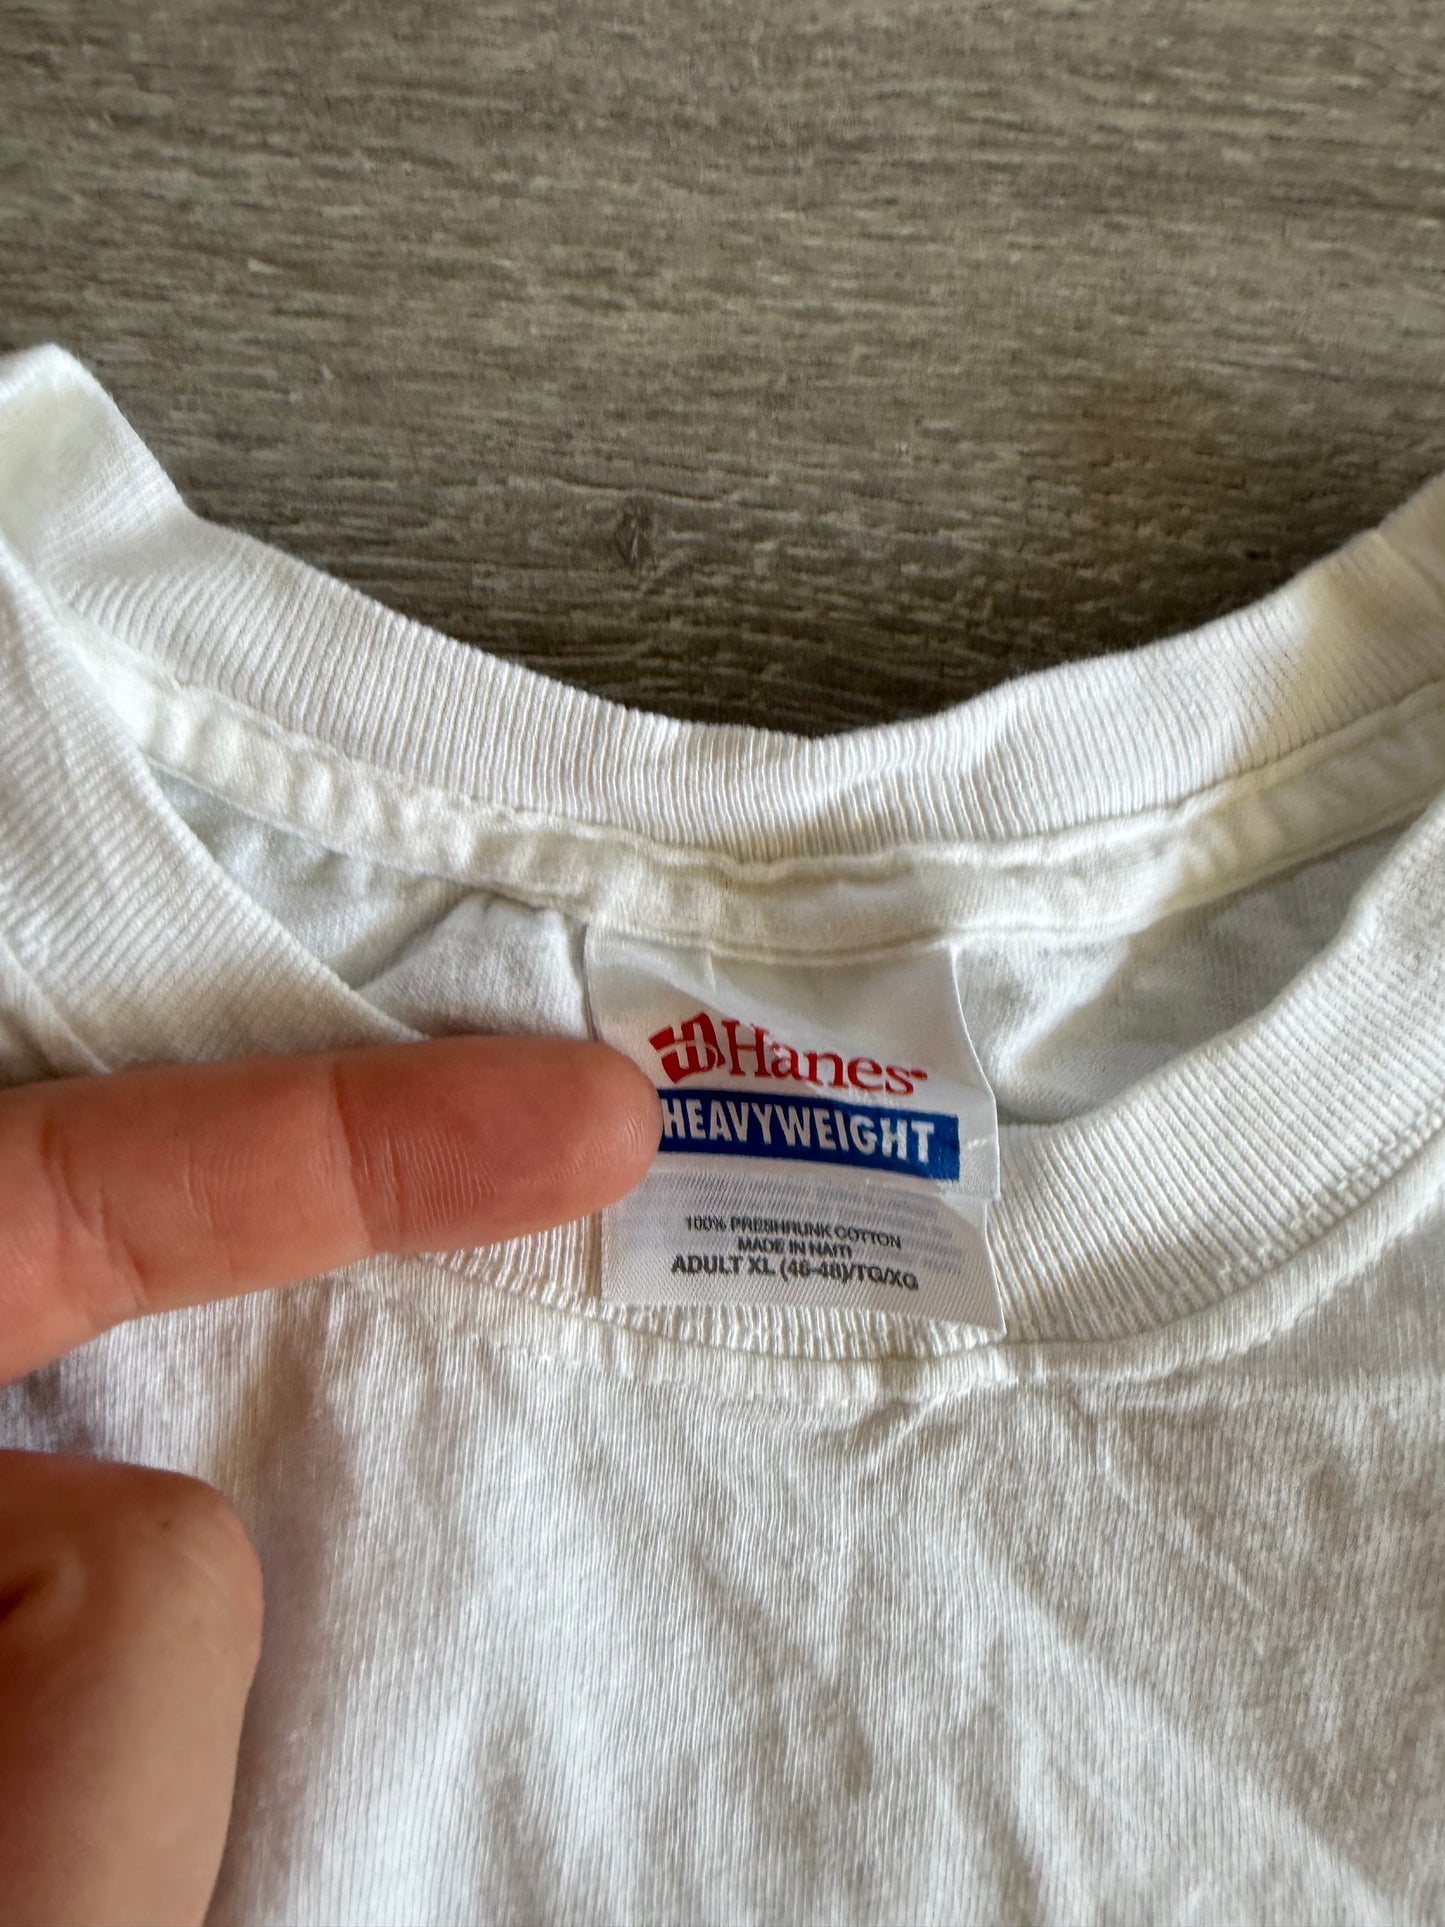 Hanes
HEAVYWEIGHT
100% PRESHRUNK COTTON
MADE IN HAITI
ADULT XL (46-48)/TG/XG